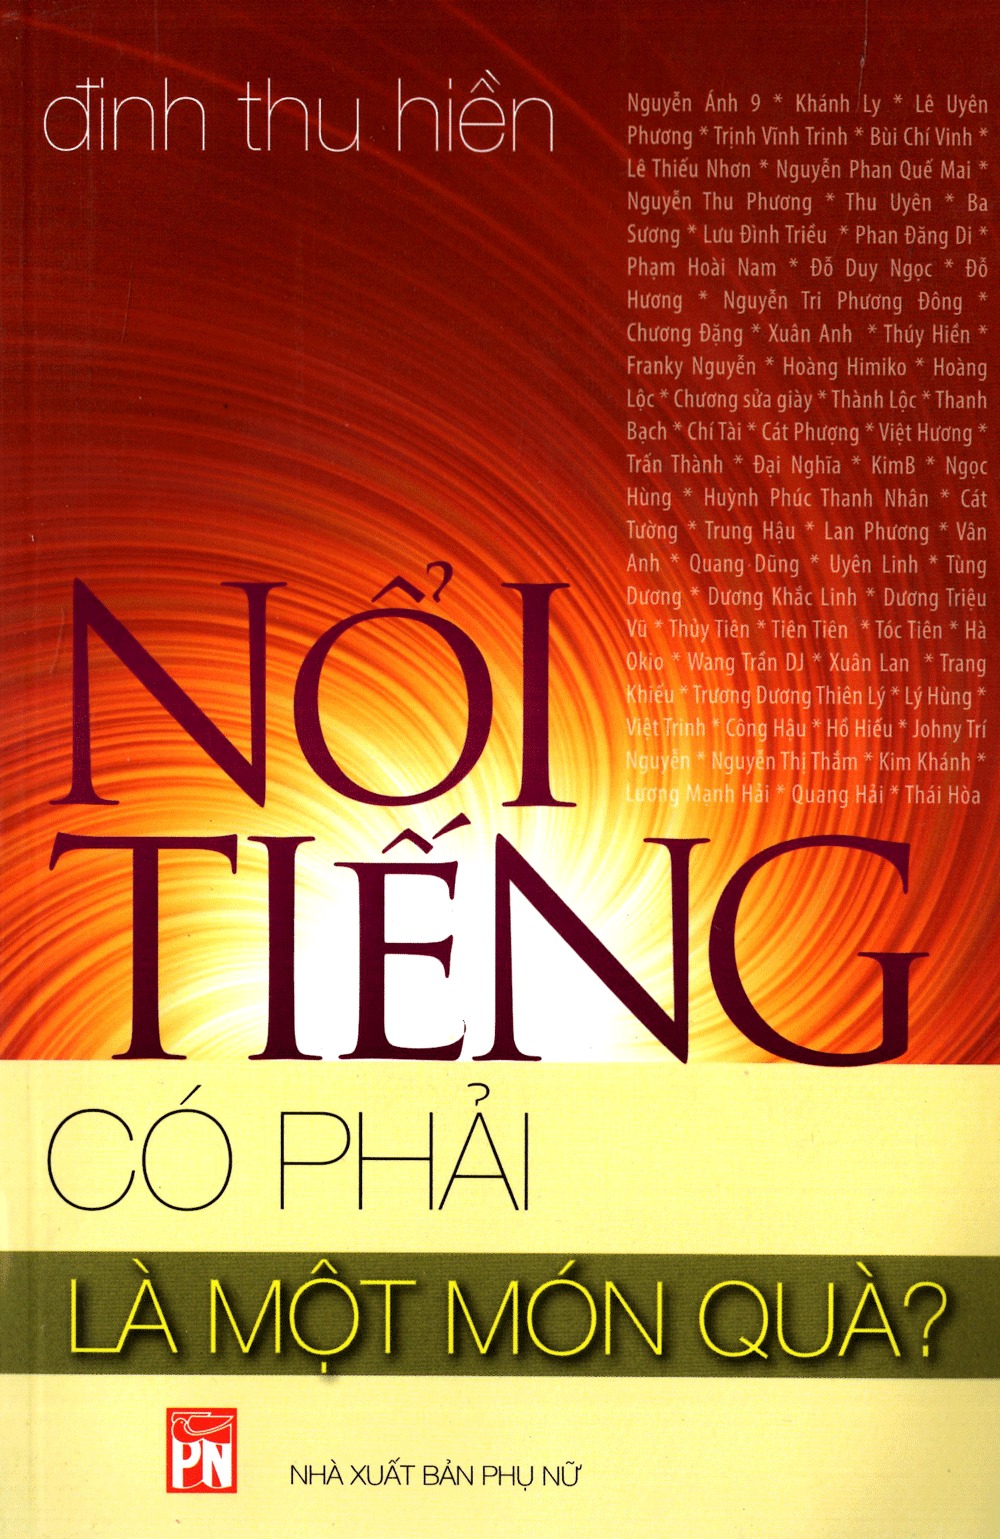 đinh thu hiền
Nguyễn Ánh 9 * Khánh Ly * Lê Uyên
Phương * Trịnh Vĩnh Trinh * Bùi Chí Vinh *
Lê Thiếu Nhơn * Nguyễn Phan Quế Mai *
Nguyễn Thu Phương * Thu Uyên * Ba
Sương * Lưu Đình Triều * Phan Đăng Di *
Phạm Hoài Nam * Đỗ Duy Ngọc * Đỗ
Hương * Nguyễn Tri Phương Đông *
Chương Đặng * Xuân Anh * Thúy Hiền *
Franky Nguyễn * Hoàng Himiko * Hoàng
Lộc * Chương sửa giày * Thành Lộc * Thanh
Bạch * Chí Tài * Cát Phượng * Việt Hương *
Trấn Thành * Đại Nghĩa * KimB * Ngọc
Hùng * Huỳnh Phúc Thanh Nhân * Cát
Tường * Trung Hậu * Lan Phương * Vân
Anh * Quang Dũng * Uyên Linh * Tùng
Dương * Dương Khắc Linh * Dương Triệu
Vũ * Thủy Tiên * Tiên Tiên * Tóc Tiên * Hà
Okio * Wang Trần DJ * Xuân Lan * Trang
Khiếu * Trương Dương Thiên Lý * Lý Hùng *
Việt Trinh * Công Hậu * Hồ Hiếu * Johny Trí
Nguyễn * Nguyễn Thị Thắm * Kim Khánh *
Lương Mạnh Hải * Quang Hải * Thái Hòa
NỔI
TIẾNG
CÓ PHẢI
LÀ MỘT MÓN QUÀ?
PN
NHÀ XUẤT BẢN PHỤ NỮ